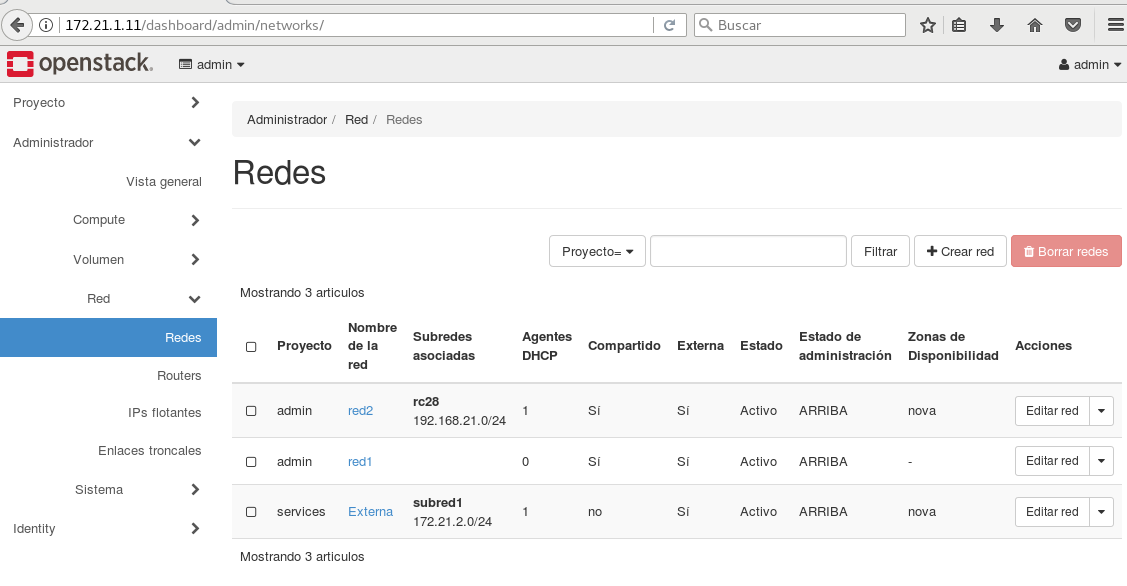 172.21.1.11/dashboard/admin/networks/
Buscar
openstack.
admin
admin
Proyecto
Administrador
Vista general
Compute
Volumen
Red
Redes
Routers
IPs flotantes
Enlaces troncales
Sistema
Identity
Administrador / Red / Redes
Redes
Proyecto=
Filtrar
Crear red
Borrar redes
Mostrando 3 articulos
Proyecto
Nombre
de la
red
Subredes
asociadas
Agentes
DHCP
Compartido
Externa
Estado
Estado de
administración
Zonas de
Disponibilidad
Acciones
admin
red2
rc28
192.168.21.0/24
1
Sí
Sí
Activo
ARRIBA
nova
Editar red
admin
red1
0
Sí
Sí
Activo
ARRIBA
-
Editar red
services
Externa
subred1
172.21.2.0/24
1
no
Sí
Activo
ARRIBA
nova
Editar red
Mostrando 3 articulos